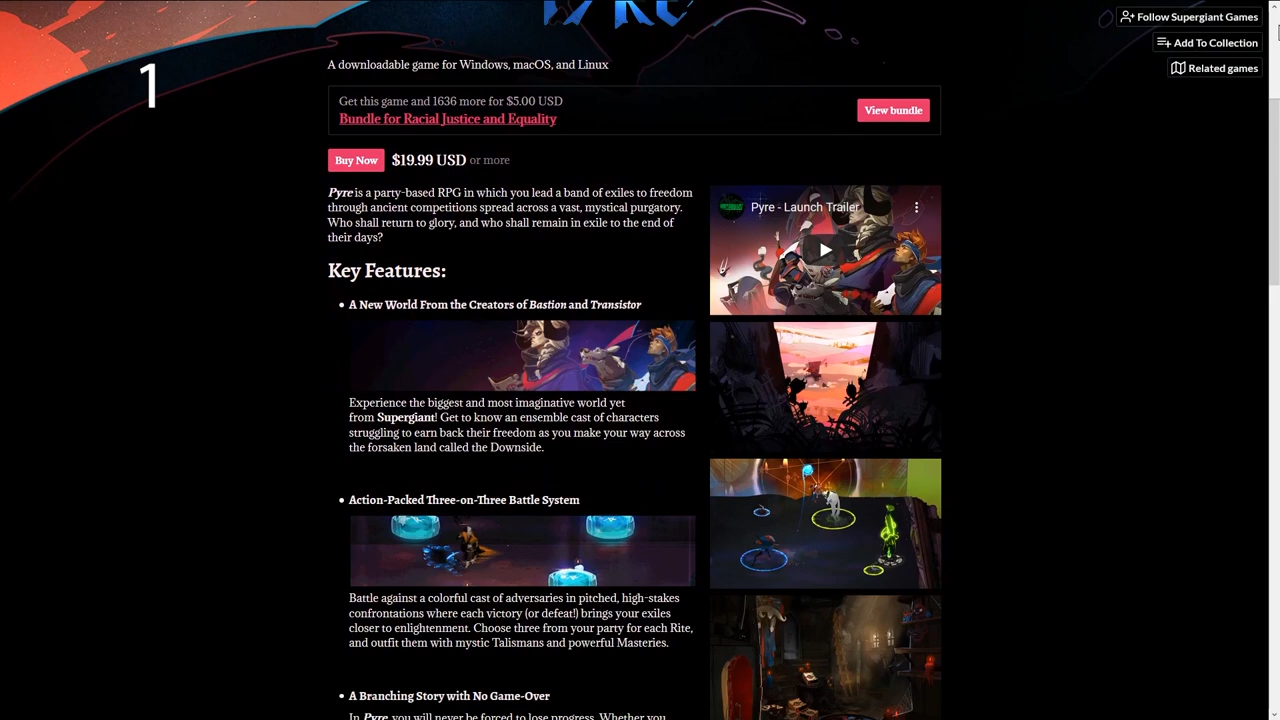 Follow Supergiant Games
Add To Collection
Related games
1
A downloadable game for Windows, macOS, and Linux
Get this game and 1636 more for $5.00 USD
Bundle for Racial Justice and Equality
View bundle
Buy Now $19.99 USD or more
Pyre is a party-based RPG in which you lead a band of exiles to freedom
through ancient competitions spread across a vast, mystical purgatory.
Who shall return to glory, and who shall remain in exile to the end of
their days?
Pyre - Launch Trailer
Key Features:
• A New World From the Creators of Bastion and Transistor
Experience the biggest and most imaginative world yet
from Supergiant! Get to know an ensemble cast of characters
struggling to earn back their freedom as you make your way across
the forsaken land called the Downside.
• Action-Packed Three-on-Three Battle System
Battle against a colorful cast of adversaries in pitched, high-stakes
confrontations where each victory (or defeat!) brings your exiles
closer to enlightenment. Choose three from your party for each Rite,
and outfit them with mystic Talismans and powerful Masteries.
• A Branching Story with No Game-Over
In Pyre, you will never be forced to lose progress. Whether you